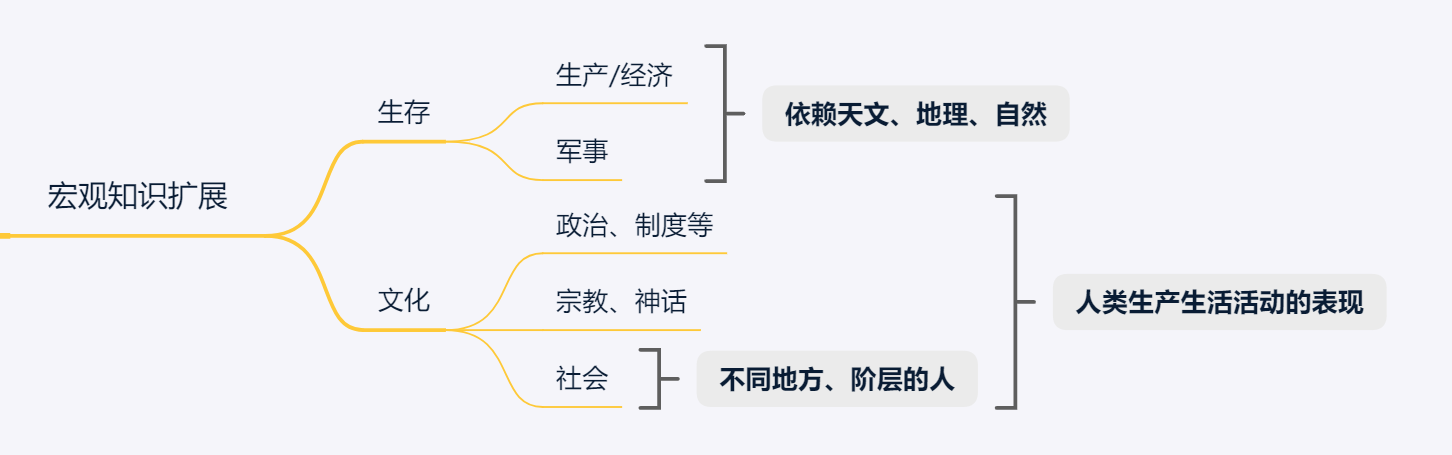 宏观知识扩展
生存
生产/经济
军事
依赖天文、地理、自然
文化
政治、制度等
宗教、神话
社会
不同地方、阶层的人
人类生产生活活动的表现